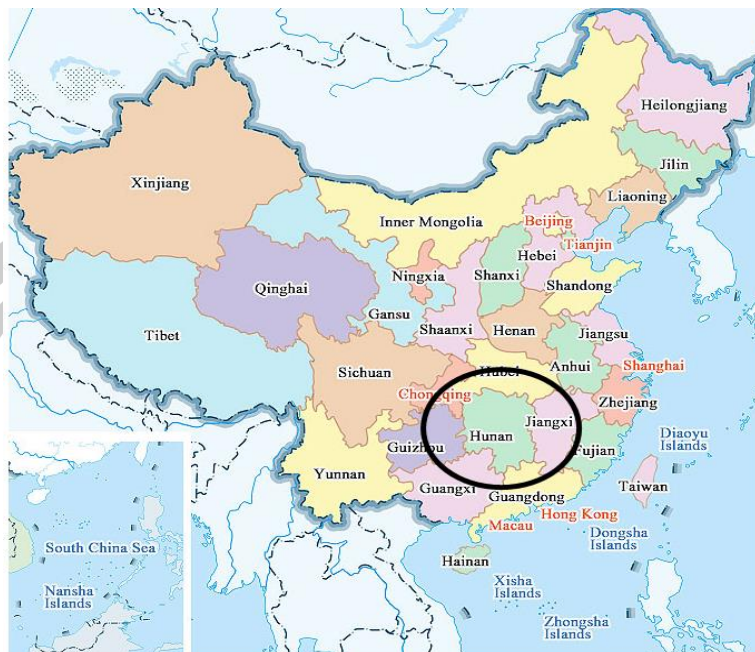 Heilongjiang
Jilin
Xinjiang
Liaoning
Inner Mongolia
Beijing
Tianjin
Hebei
Ningxia
Shanxi
Shandong
Qinghai
Gansu
Shaanxi
Henan
Jiangsu
Tibet
Sichuan
Hubei
Anhui
Shanghai
Chongqing
Zhejiang
Hunan
Jiangxi
Guizhou
Fujian
Diaoyu
Islands
Yunnan
Guangxi
Guangdong
Taiwan
Hong Kong
Macau
Dongsha
Islands
South China Sea
Hainan
Nansha
Islands
Xisha
Islands
Zhongsha
Islands